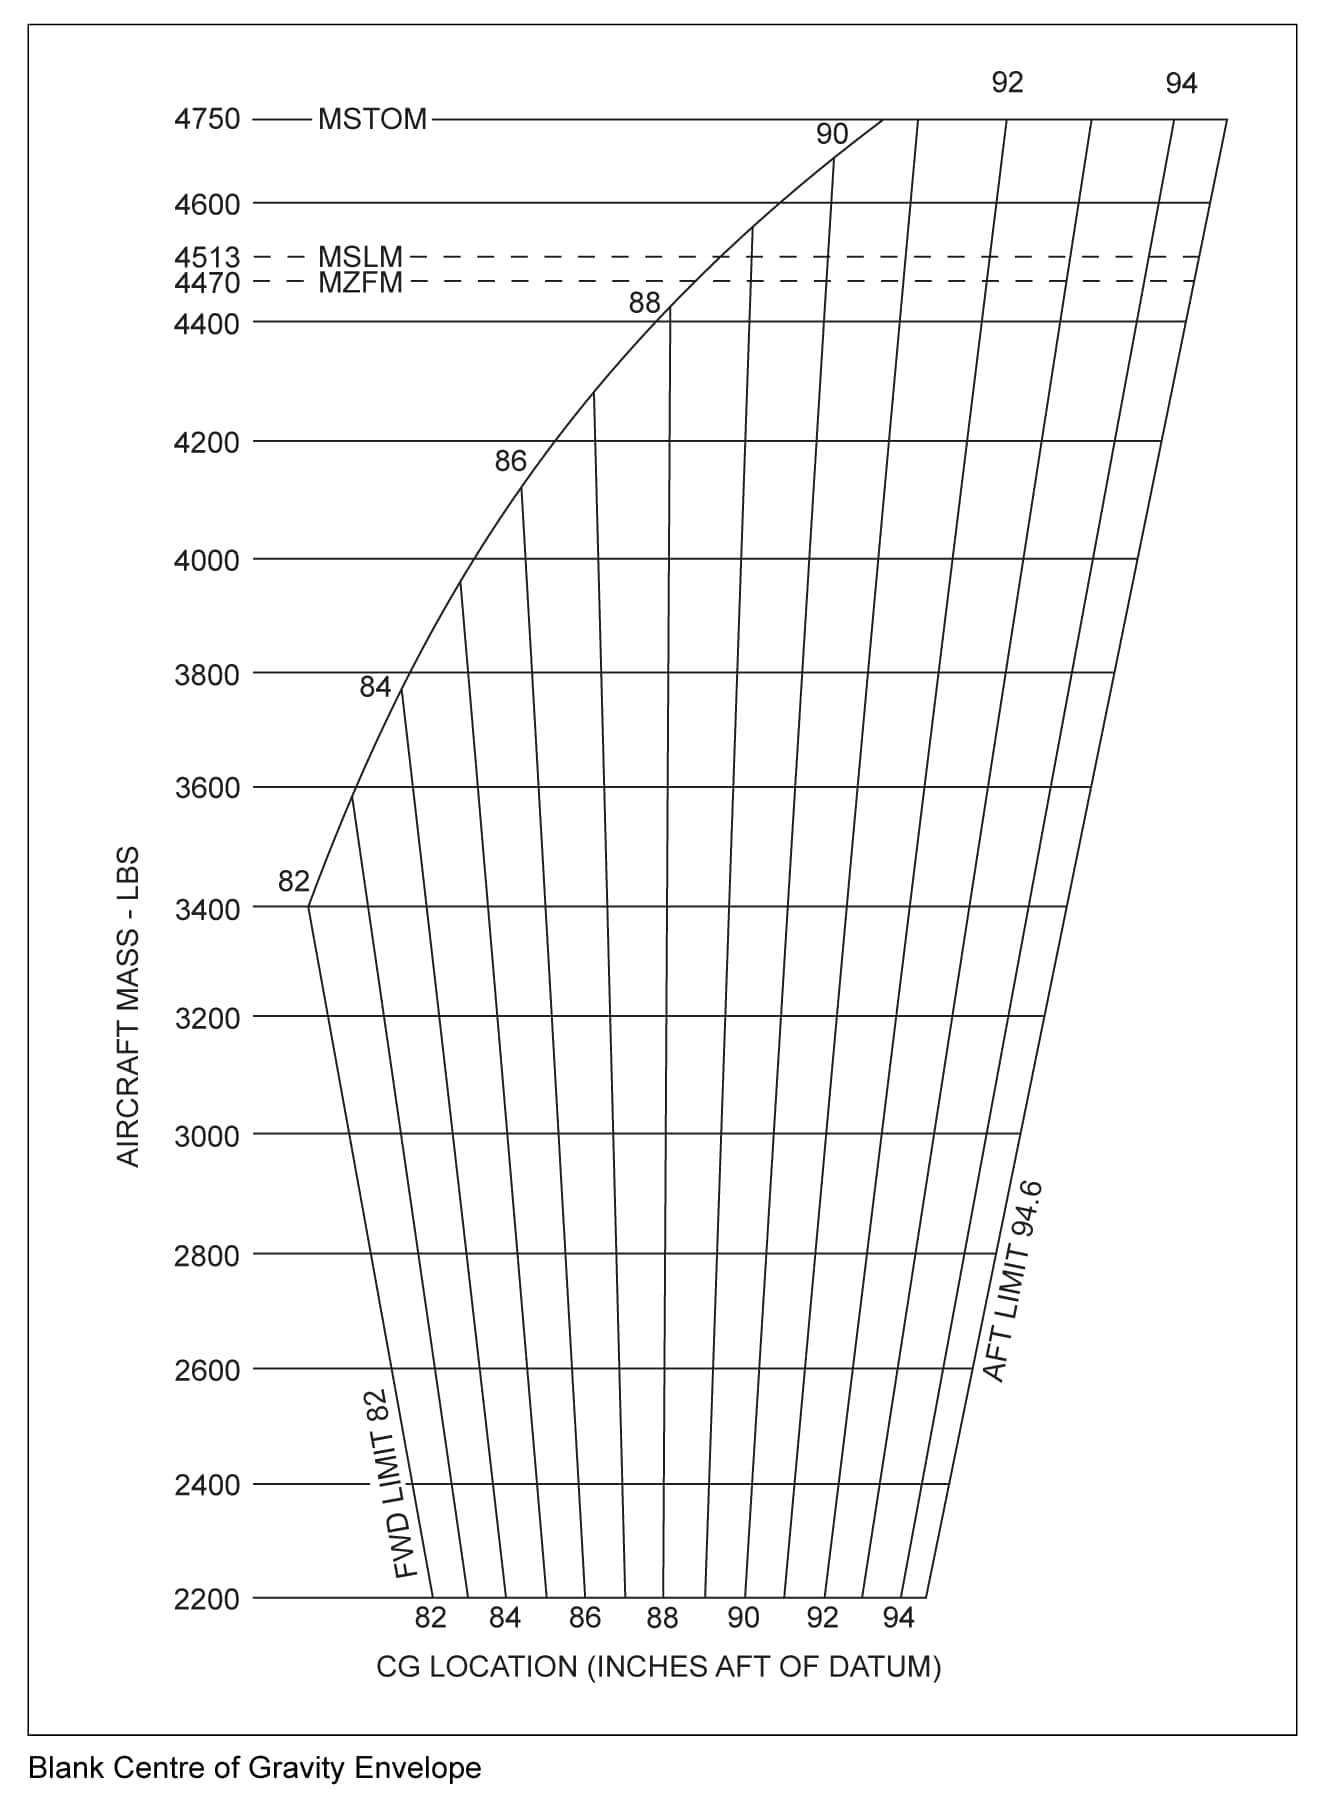 92 94
4750 MSTOM
90
4600
4513 MSLM
4470 MZFM
88
4400
4200
86
4000
3800
84
3600
82
3400
3200
3000
2800
2600
2400
2200
AIRCRAFT MASS - LBS
FWD LIMIT 82
AFT LIMIT 94.6
82 84 86 88 90 92 94
CG LOCATION (INCHES AFT OF DATUM)
Blank Centre of Gravity Envelope